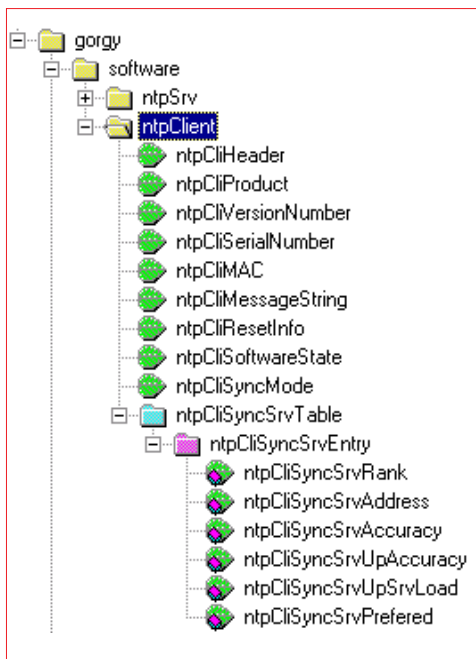 gorgy
software
ntpSrv
ntpClient
ntpCliHeader
ntpCliProduct
ntpCliVersionNumber
ntpCliSerialNumber
ntpCliMAC
ntpCliMessageString
ntpCliResetInfo
ntpCliSoftwareState
ntpCliSyncMode
ntpCliSyncSrvTable
ntpCliSyncSrvEntry
ntpCliSyncSrvRank
ntpCliSyncSrvAddress
ntpCliSyncSrvAccuracy
ntpCliSyncSrvUpAccuracy
ntpCliSyncSrvUpSrvLoad
ntpCliSyncSrvPrefered